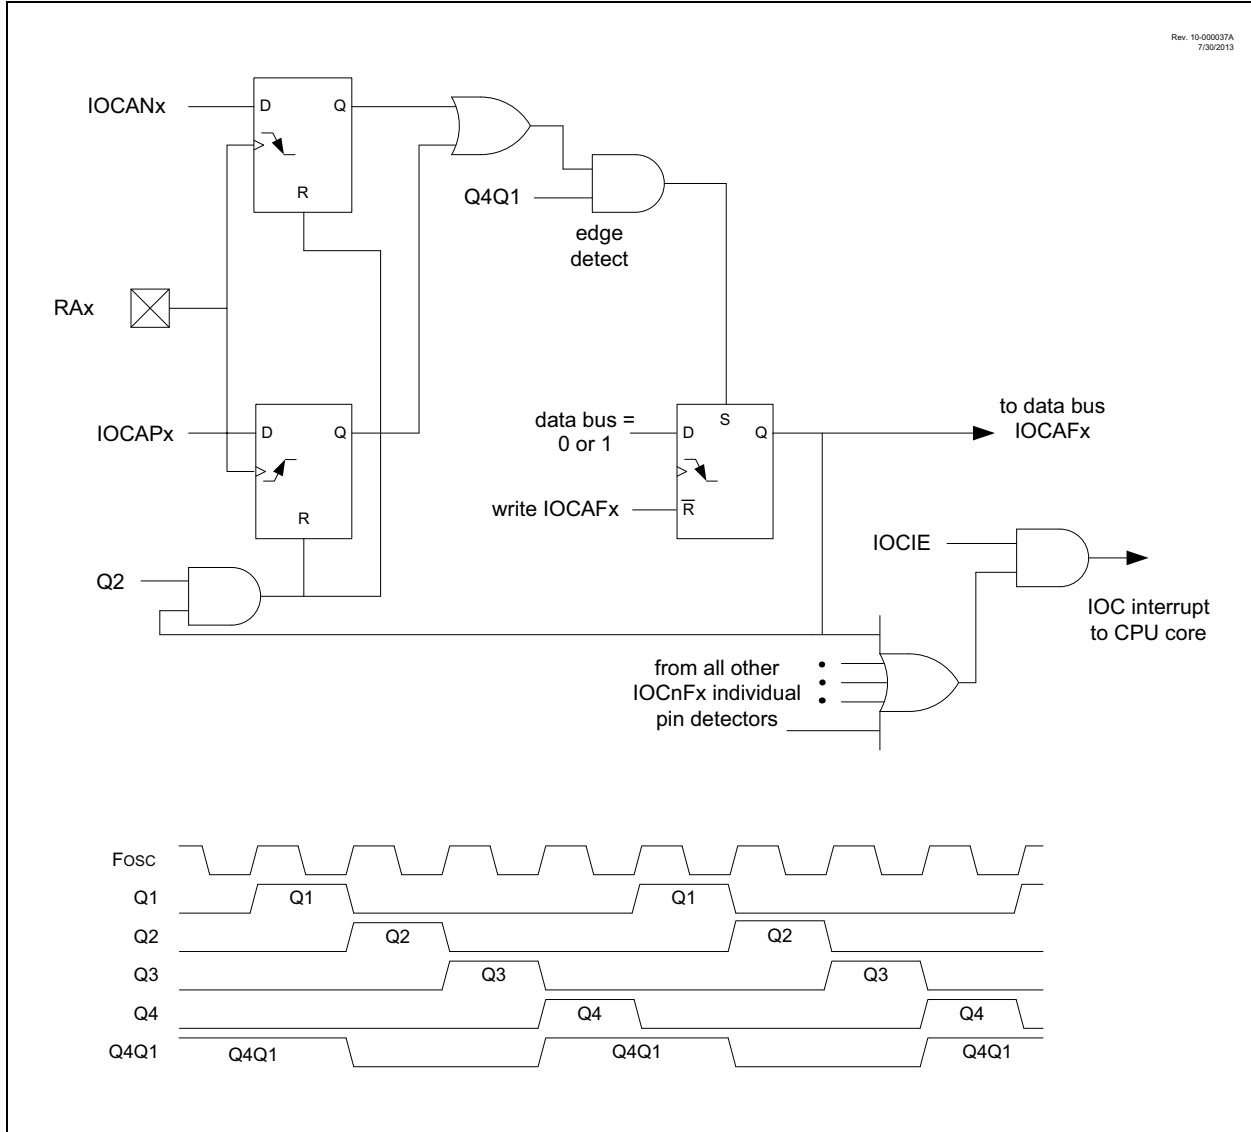 Rev. 10-000037A
7/30/2013
IOCANx
D
Q
R
Q4Q1
edge
detect
RAx
IOCAPx
D
Q
R
data bus =
0 or 1
S
D
Q
R̅
write IOCAFx
to data bus
IOCAFx
IOCIE
Q2
IOC interrupt
to CPU core
from all other
IOCnFx individual
pin detectors
FOSC
Q1
Q1
Q1
Q2
Q2
Q2
Q3
Q3
Q3
Q4
Q4
Q4
Q4Q1
Q4Q1
Q4Q1
Q4Q1